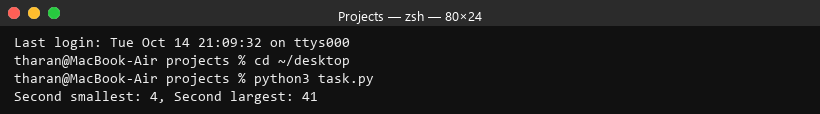 Projects — zsh — 80×24
Last login: Tue Oct 14 21:09:32 on ttys000
tharan@MacBook-Air projects % cd ~/desktop
tharan@MacBook-Air projects % python3 task.py
Second smallest: 4, Second largest: 41